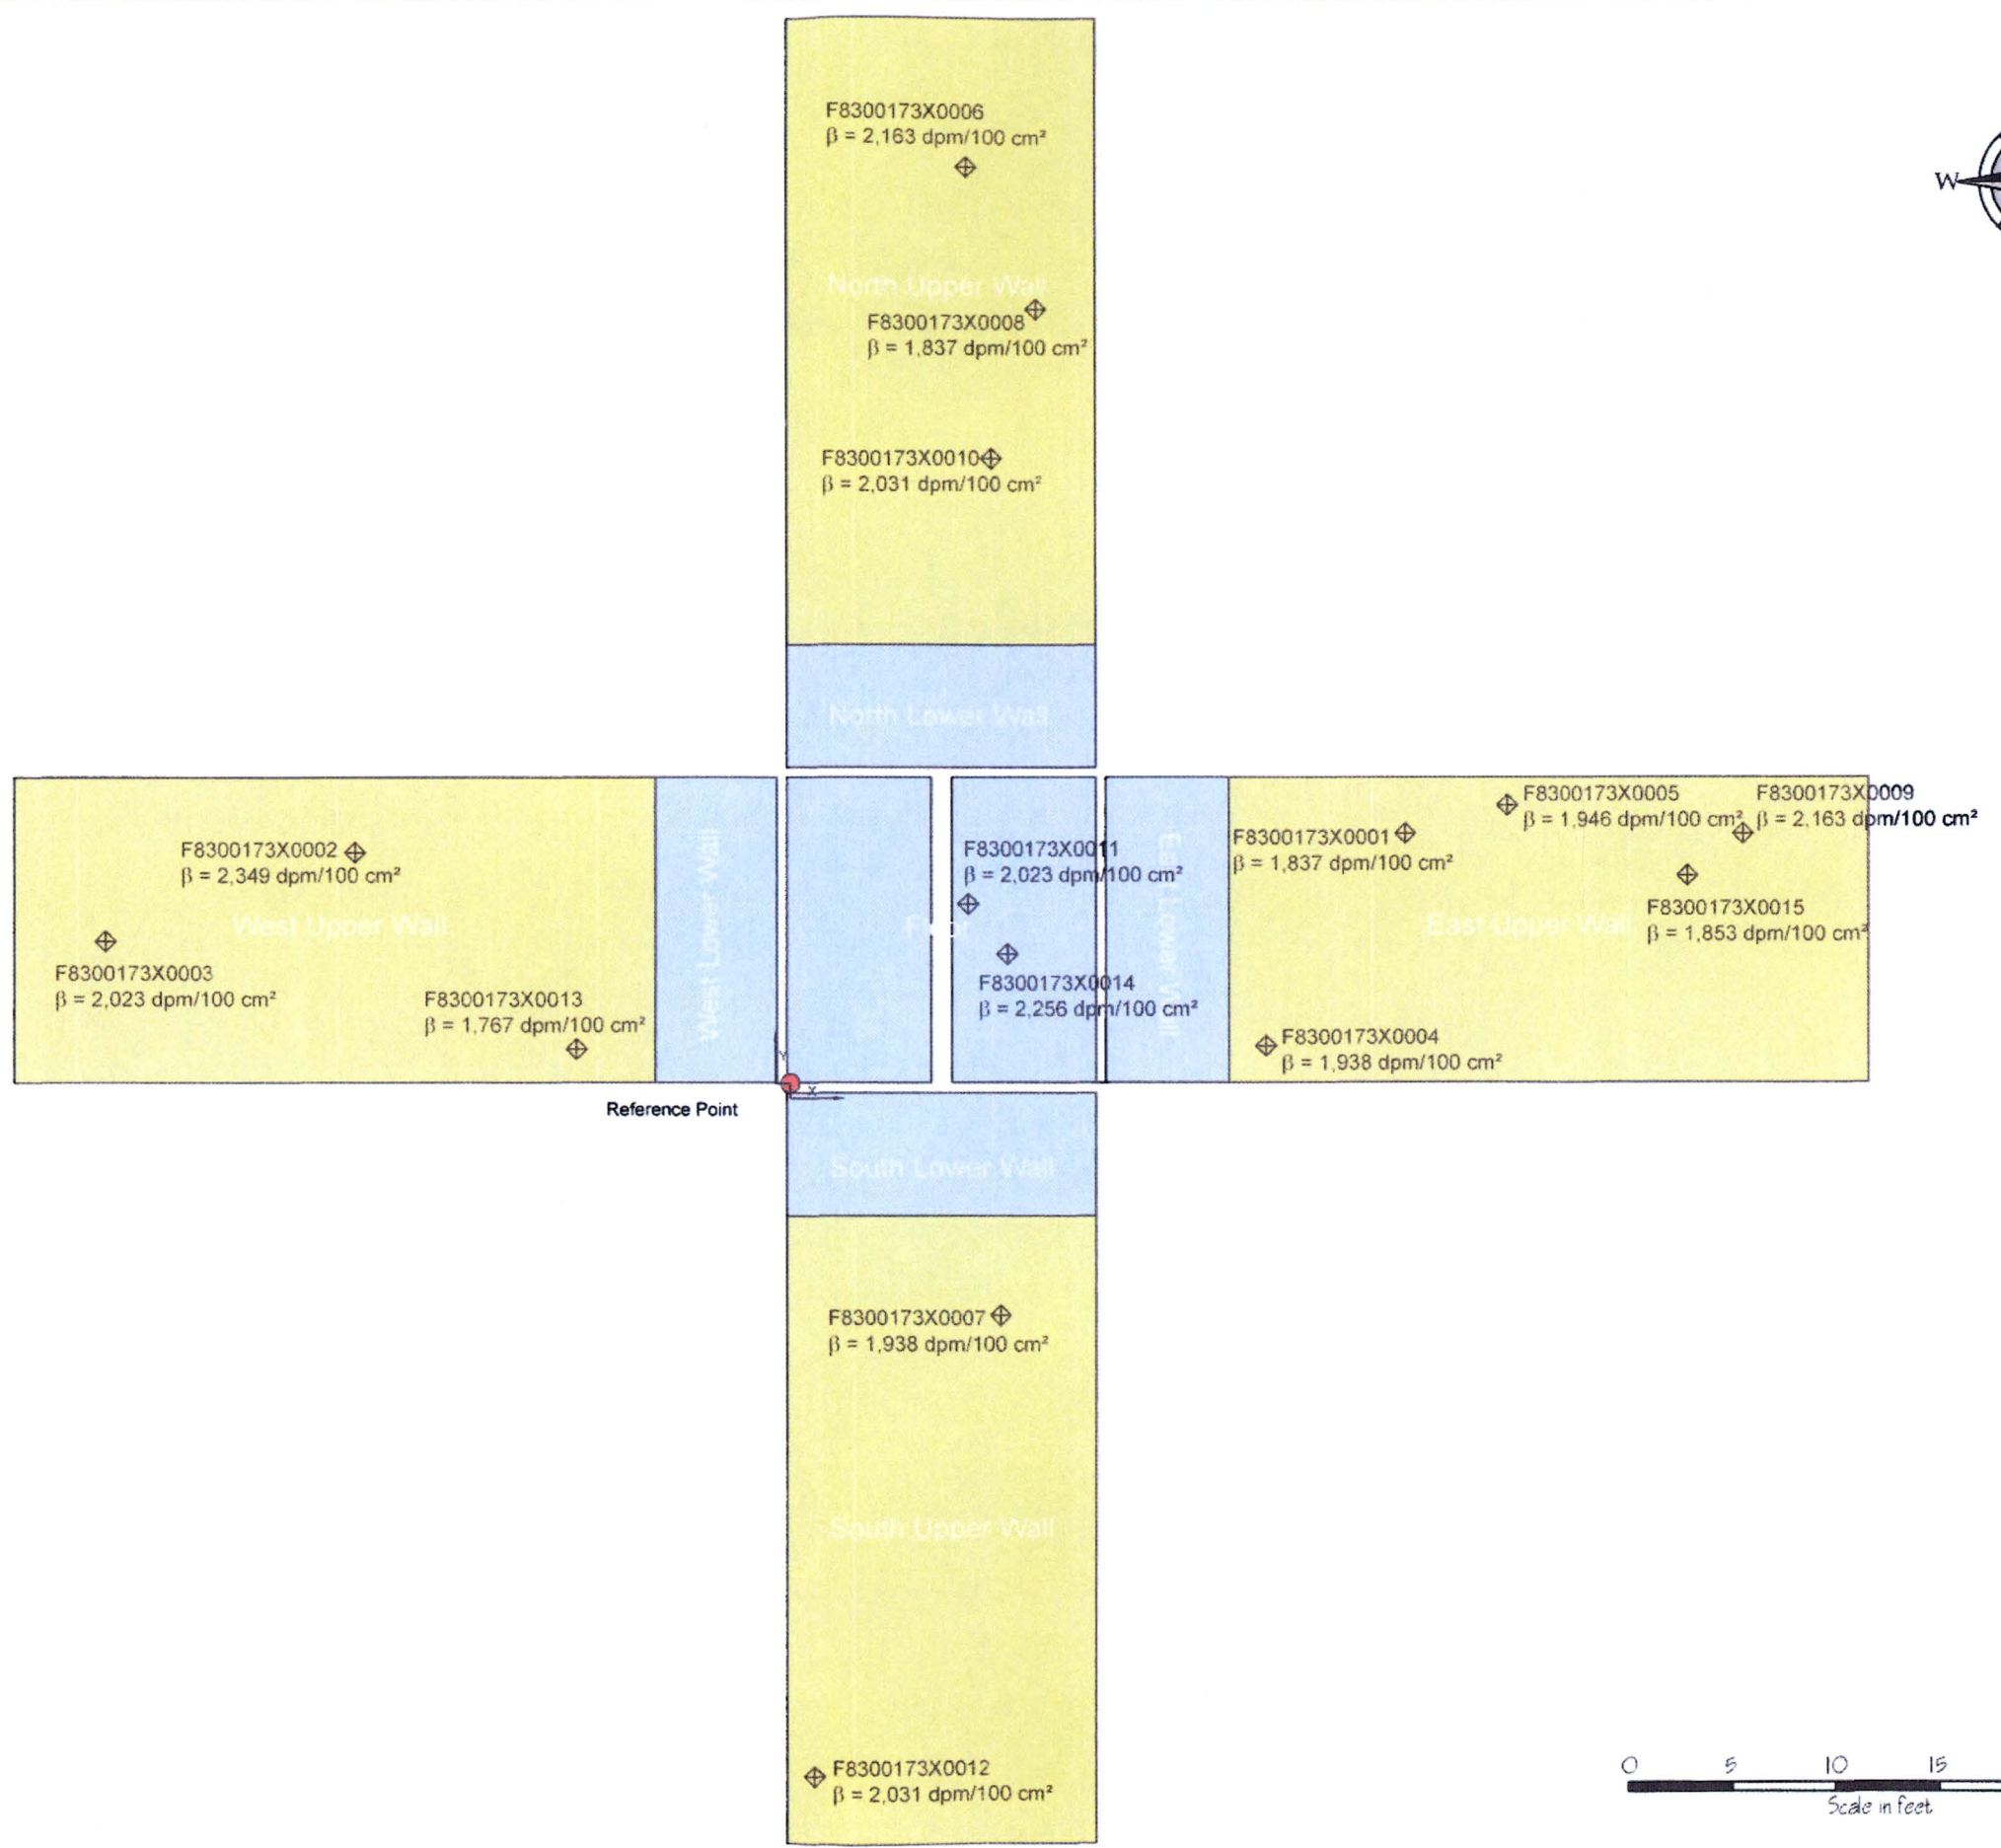 F8300173X0006
β = 2,163 dpm/100 cm²
W
North Upper Wall
F8300173X0008
β = 1,837 dpm/100 cm²
F8300173X0010
β = 2,031 dpm/100 cm²
North Lower Wall
F8300173X0002
β = 2,349 dpm/100 cm²
West Upper Wall
F8300173X0003
β = 2,023 dpm/100 cm²
F8300173X0013
β = 1,767 dpm/100 cm²
West Lower Wall
Floor
F8300173X0011
β = 2,023 dpm/100 cm²
F8300173X0014
β = 2,256 dpm/100 cm²
East Lower Wall
F8300173X0001
β = 1,837 dpm/100 cm²
F8300173X0005
β = 1,946 dpm/100 cm²
F8300173X0009
β = 2,163 dpm/100 cm²
East Upper Wall
F8300173X0015
β = 1,853 dpm/100 cm²
F8300173X0004
β = 1,938 dpm/100 cm²
Y
X
Reference Point
South Lower Wall
F8300173X0007
β = 1,938 dpm/100 cm²
South Upper Wall
F8300173X0012
β = 2,031 dpm/100 cm²
0 5 10 15
Scale in feet